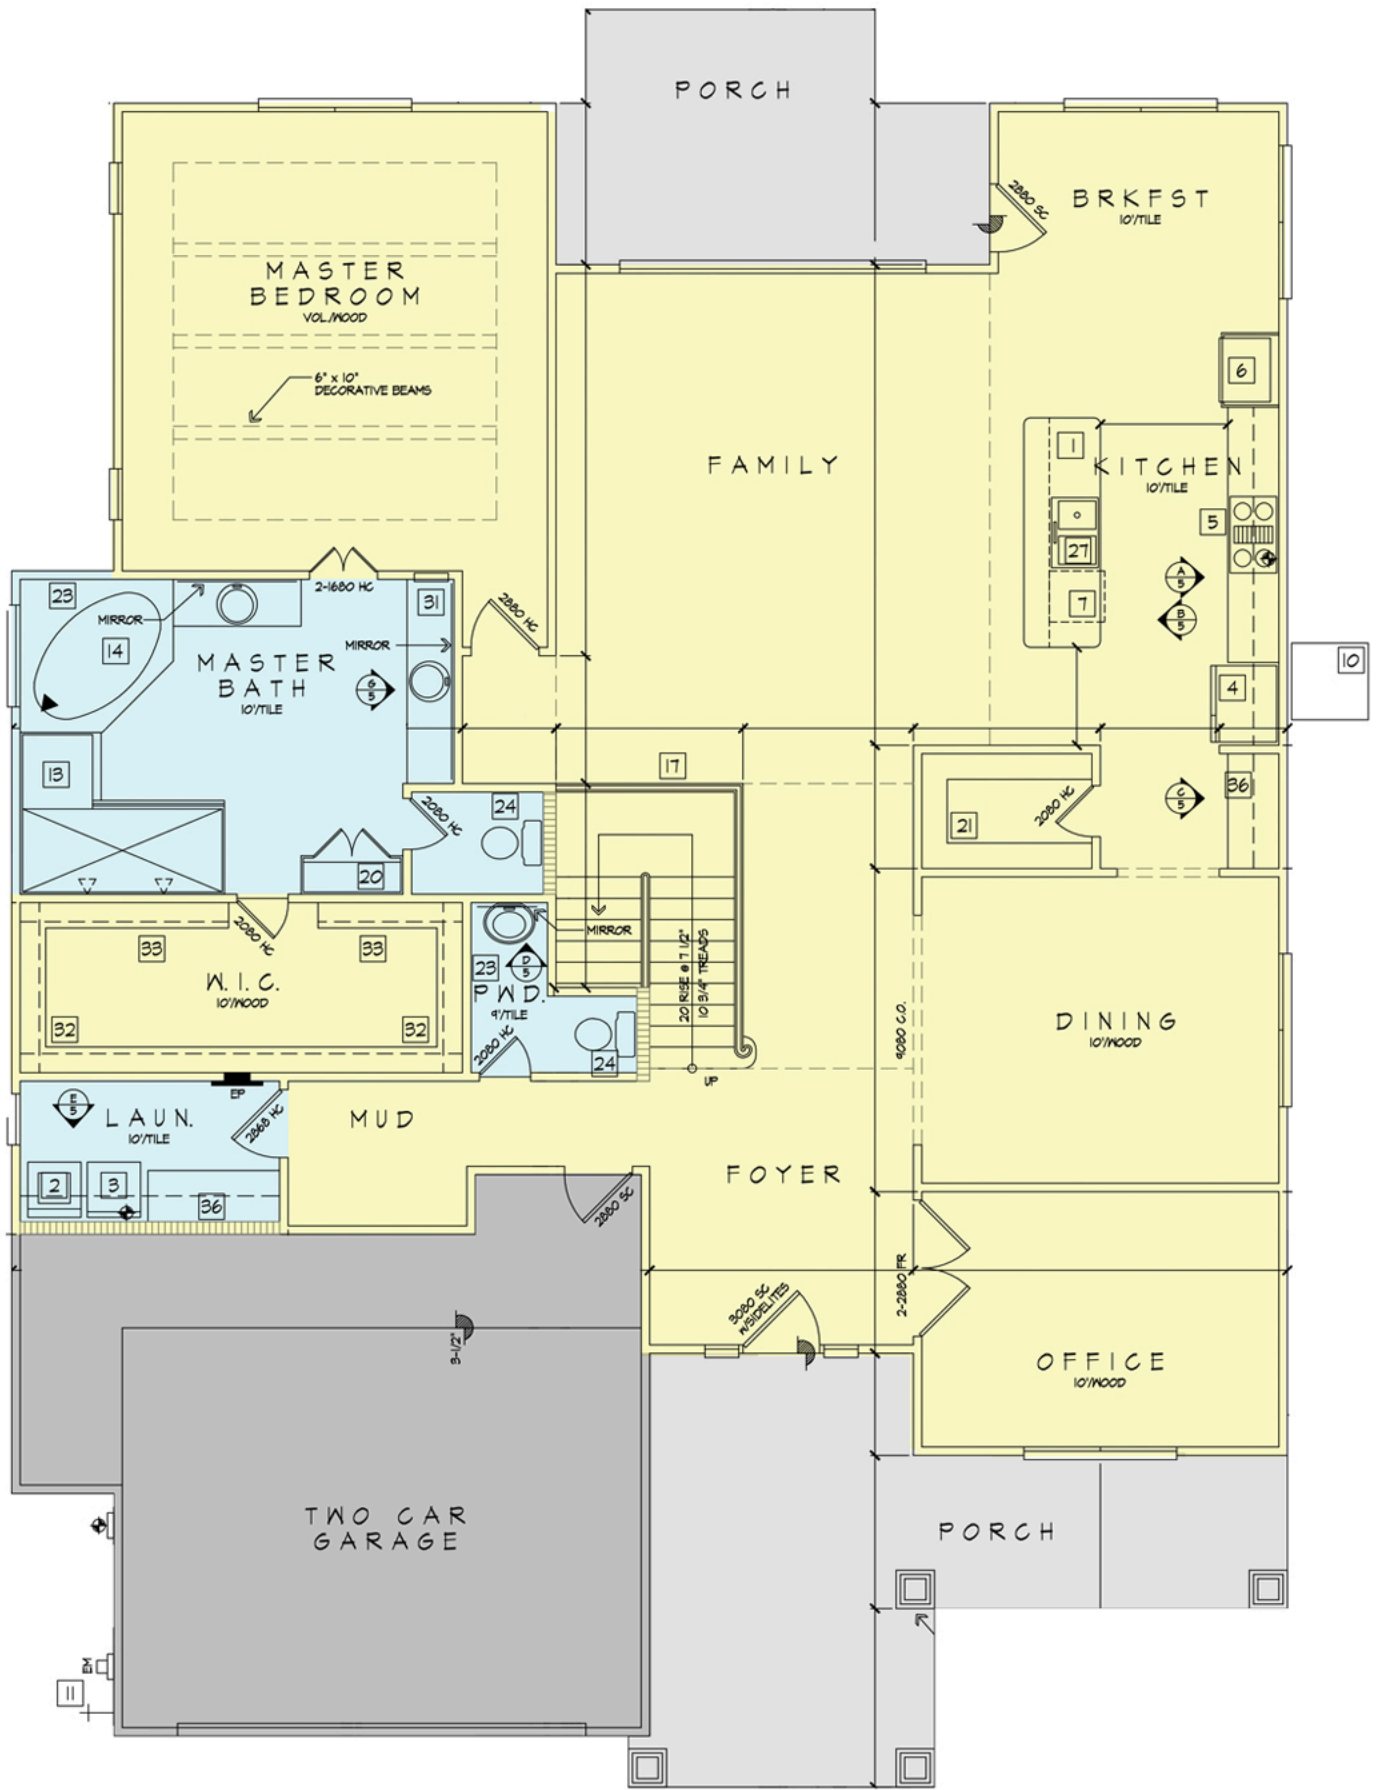 PORCH
2880 SC
BRKFST
10'/TILE
MASTER
BEDROOM
VOL./WOOD
6" x 10"
DECORATIVE BEAMS
6
FAMILY
1
KITCHEN
10'/TILE
5
27
A
5
7
B
5
2-1680 HC
23
31
2880 HC
MIRROR
14
MIRROR
MASTER
BATH
10'/TILE
G
5
10
4
13
17
36
24
2080 HC
C
5
2080 HC
21
20
2080 HC
MIRROR
33
33
23
D
5
20 RISE @ 7 1/2"
10 3/4" TREADS
W.I.C.
10'/WOOD
PWD.
9'/TILE
32
32
2080 HC
24
9080 C.O.
DINING
10'/WOOD
UP
EP
E
5
LAUN.
10'/TILE
2868 HC
MUD
FOYER
2
3
36
2880 SC
2-2880 FR
3080 SC
W/SIDELITES
3-1/2"
OFFICE
10'/WOOD
TWO CAR
GARAGE
PORCH
EM
11